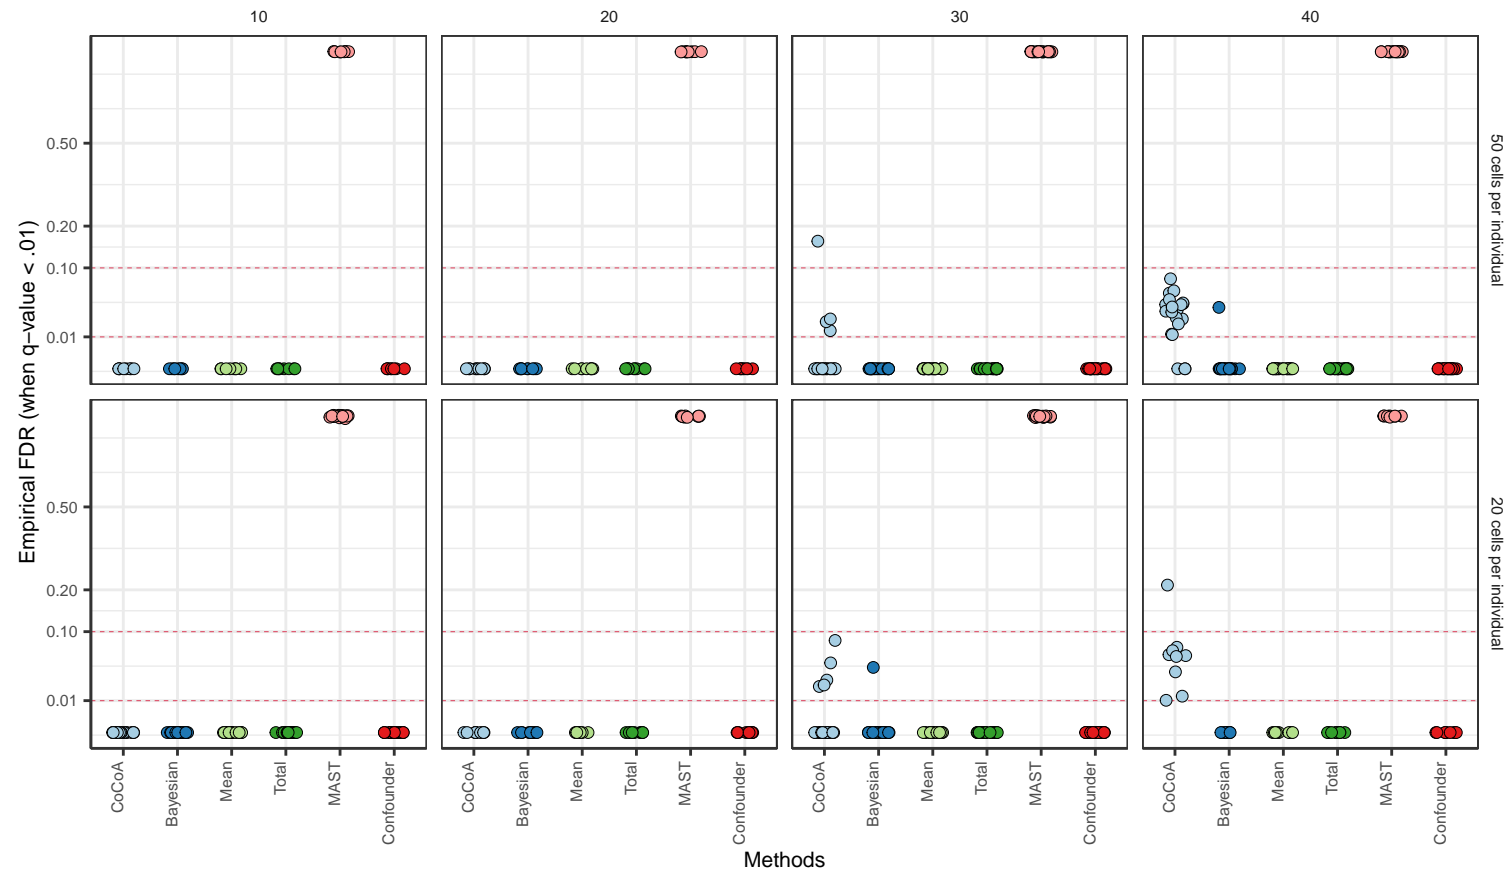 10 20 30 40
Empirical FDR (when q−value < .01)
0.50
0.20
0.10
0.01
50 cells per individual
0.50
0.20
0.10
0.01
20 cells per individual
CoCoA Bayesian Mean Total MAST Confounder CoCoA Bayesian Mean Total MAST Confounder CoCoA Bayesian Mean Total MAST Confounder CoCoA Bayesian Mean Total MAST Confounder
Methods